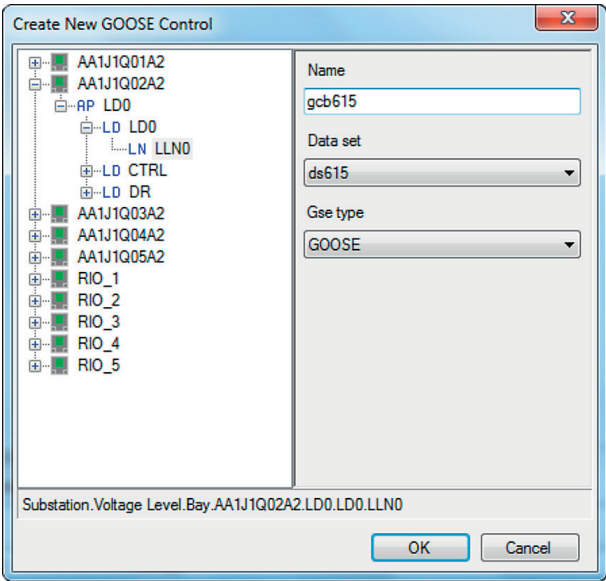 Create New GOOSE Control
AA1J1Q01A2
AA1J1Q02A2
AP LD0
LD LD0
LN LLN0
LD CTRL
LD DR
AA1J1Q03A2
AA1J1Q04A2
AA1J1Q05A2
RIO_1
RIO_2
RIO_3
RIO_4
RIO_5
Name
gcb615
Data set
ds615
Gse type
GOOSE
Substation.Voltage Level.Bay.AA1J1Q02A2.LD0.LD0.LLN0
OK
Cancel